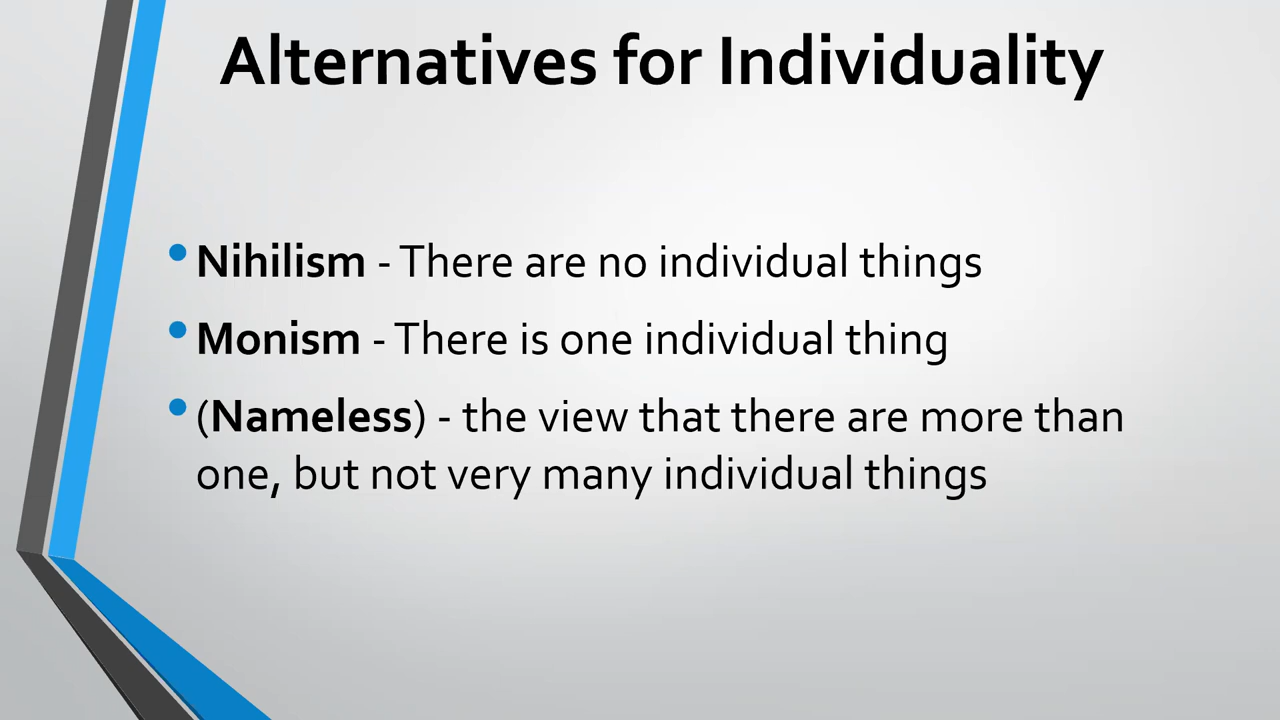 Alternatives for Individuality
• Nihilism - There are no individual things
• Monism - There is one individual thing
• (Nameless) - the view that there are more than
one, but not very many individual things